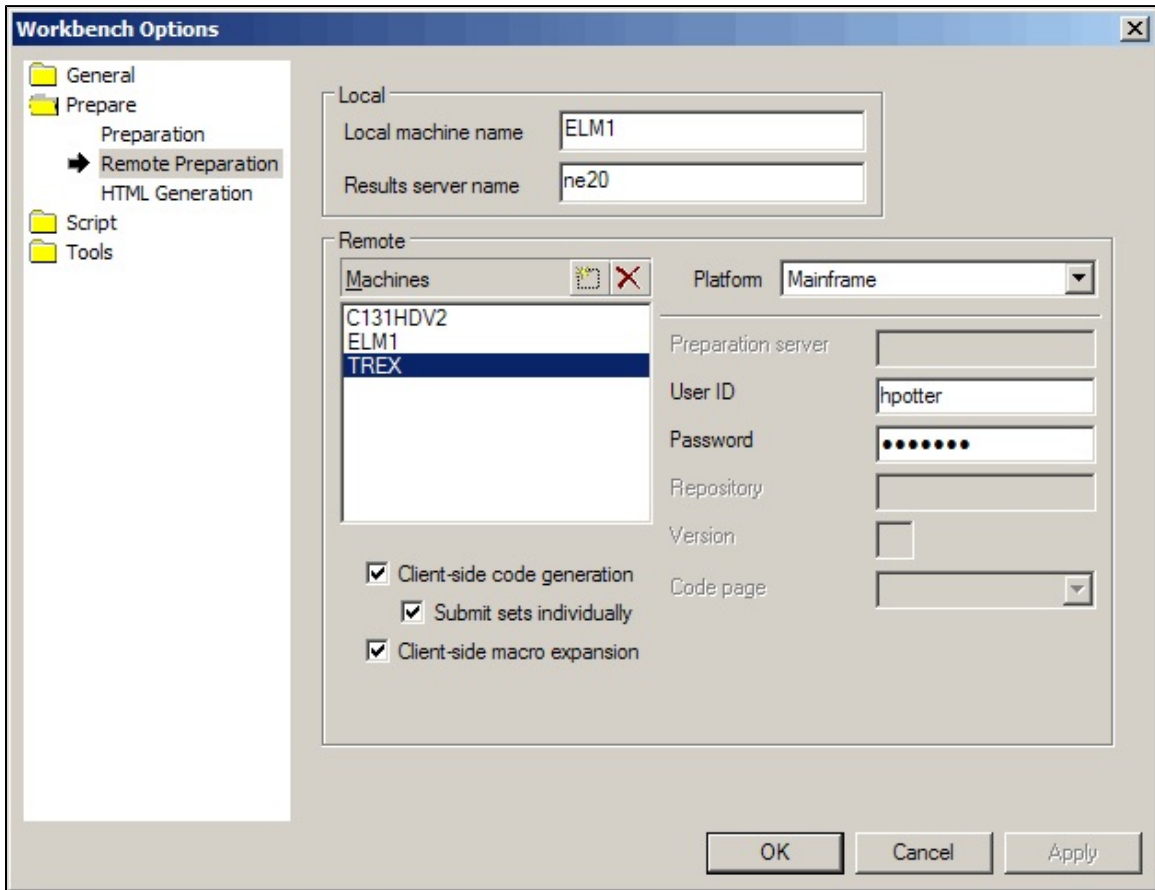 Workbench Options
General
Prepare
Preparation
Remote Preparation
HTML Generation
Script
Tools
Local
Local machine name ELM1
Results server name ne20
Remote
Machines
Platform Mainframe
C131HDV2
ELM1
TREX
Preparation server
User ID hpotter
Password •••••••
Repository
Version
Code page
Client-side code generation
Submit sets individually
Client-side macro expansion
OK Cancel Apply